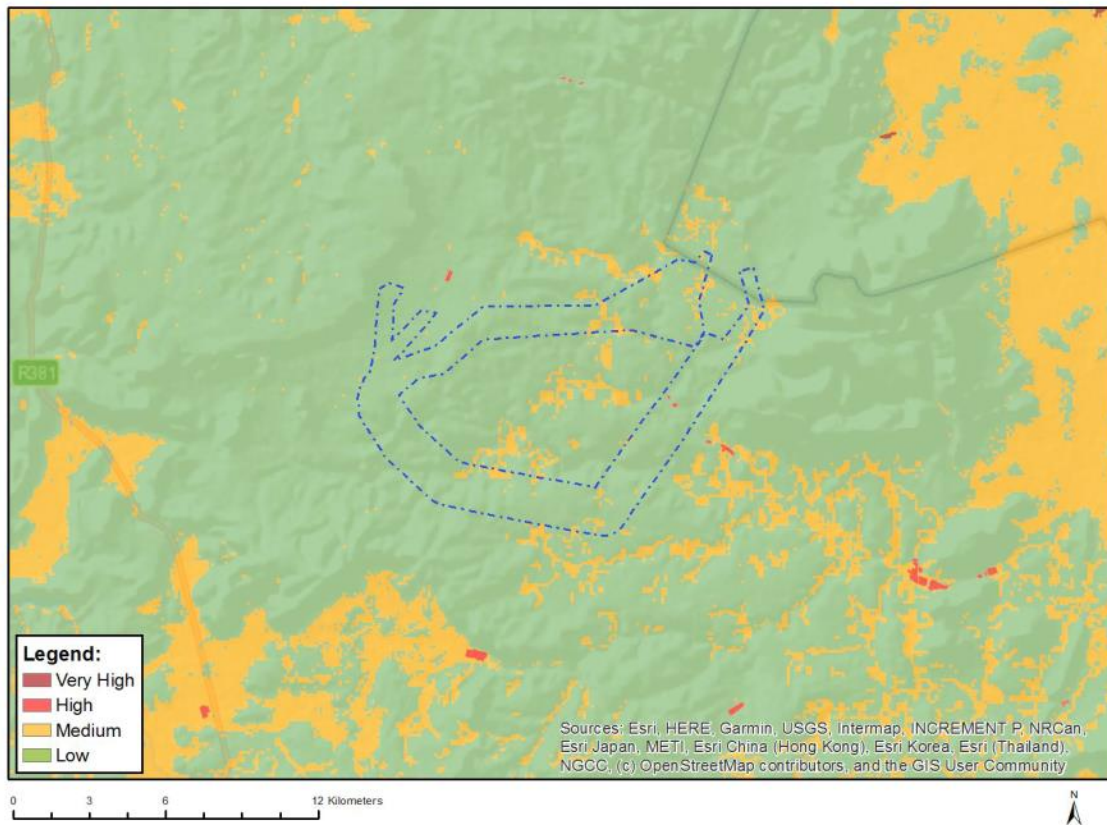 R381
Legend:
Very High
High
Medium
Low
Sources: Esri, HERE, Garmin, USGS, Intermap, INCREMENT P, NRCan,
Esri Japan, METI, Esri China (Hong Kong), Esri Korea, Esri (Thailand),
NGCC, (c) OpenStreetMap contributors, and the GIS User Community
0 3 6 12 Kilometers
N